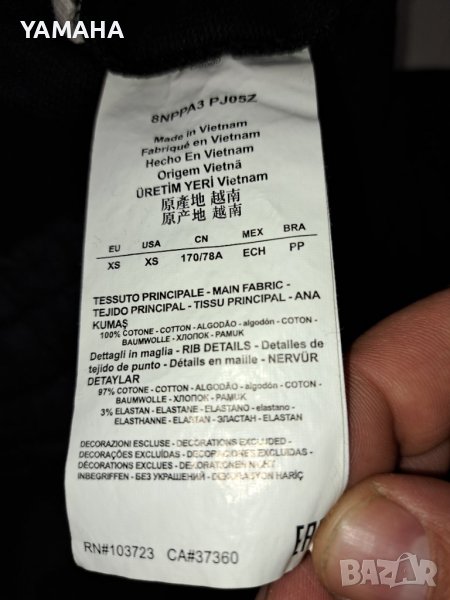 YAMAHA
8NPPA3 PJ05Z
Made in Vietnam
Fabriqué en Vietnam
Hecho En Vietnam
Origem Vietnã
ÜRETİM YERİ Vietnam
原產地 越南
原产地 越南
EU USA CN MEX BRA
XS XS 170/78A ECH PP
TESSUTO PRINCIPALE - MAIN FABRIC -
TEJIDO PRINCIPAL - TISSU PRINCIPAL - ANA
KUMAŞ
100% COTONE - COTTON - ALGODÃO - algodón - COTON -
BAUMWOLLE - ХЛОПОК - PAMUK
Dettagli in maglia - RIB DETAILS - Detalles de
tejido de punto - Détails en maille - NERVÜR
DETAYLAR
97% COTONE - COTTON - ALGODÃO - algodón - COTON
- BAUMWOLLE - ХЛОПОК - PAMUK
3% ELASTAN - ELASTANE - ELASTANO - elastano -
ELASTHANNE - ELASTAN - ЭЛАСТАН - ELASTAN
DECORAZIONI ESCLUSE - DECORATIONS EXCLUDED -
DECORAÇÕES EXCLUÍDAS - DECORACIONES EXCLUIDAS -
DÉCORATIONS EXCLUES - DEKORATIONEN NICHT
INBEGRIFFEN - БЕЗ УКРАШЕНИЙ - DEKORASYON HARİÇ
RN#103723 CA#37360
EAC
bazar.bg